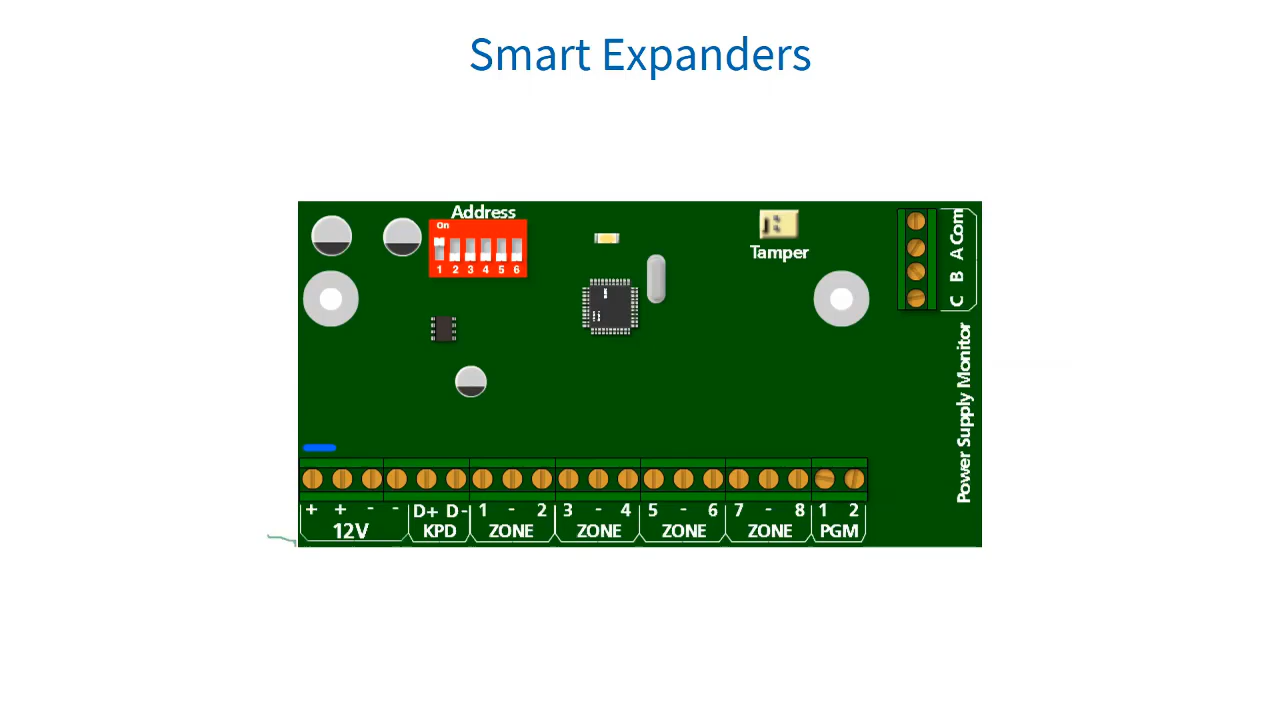 Smart Expanders
Address
On
1 2 3 4 5 6
Tamper
Com
A
B
C
Power Supply Monitor
+ + - - D+ D- 1 - 2 3 - 4 5 - 6 7 - 8 1 2
12V KPD ZONE ZONE ZONE ZONE PGM